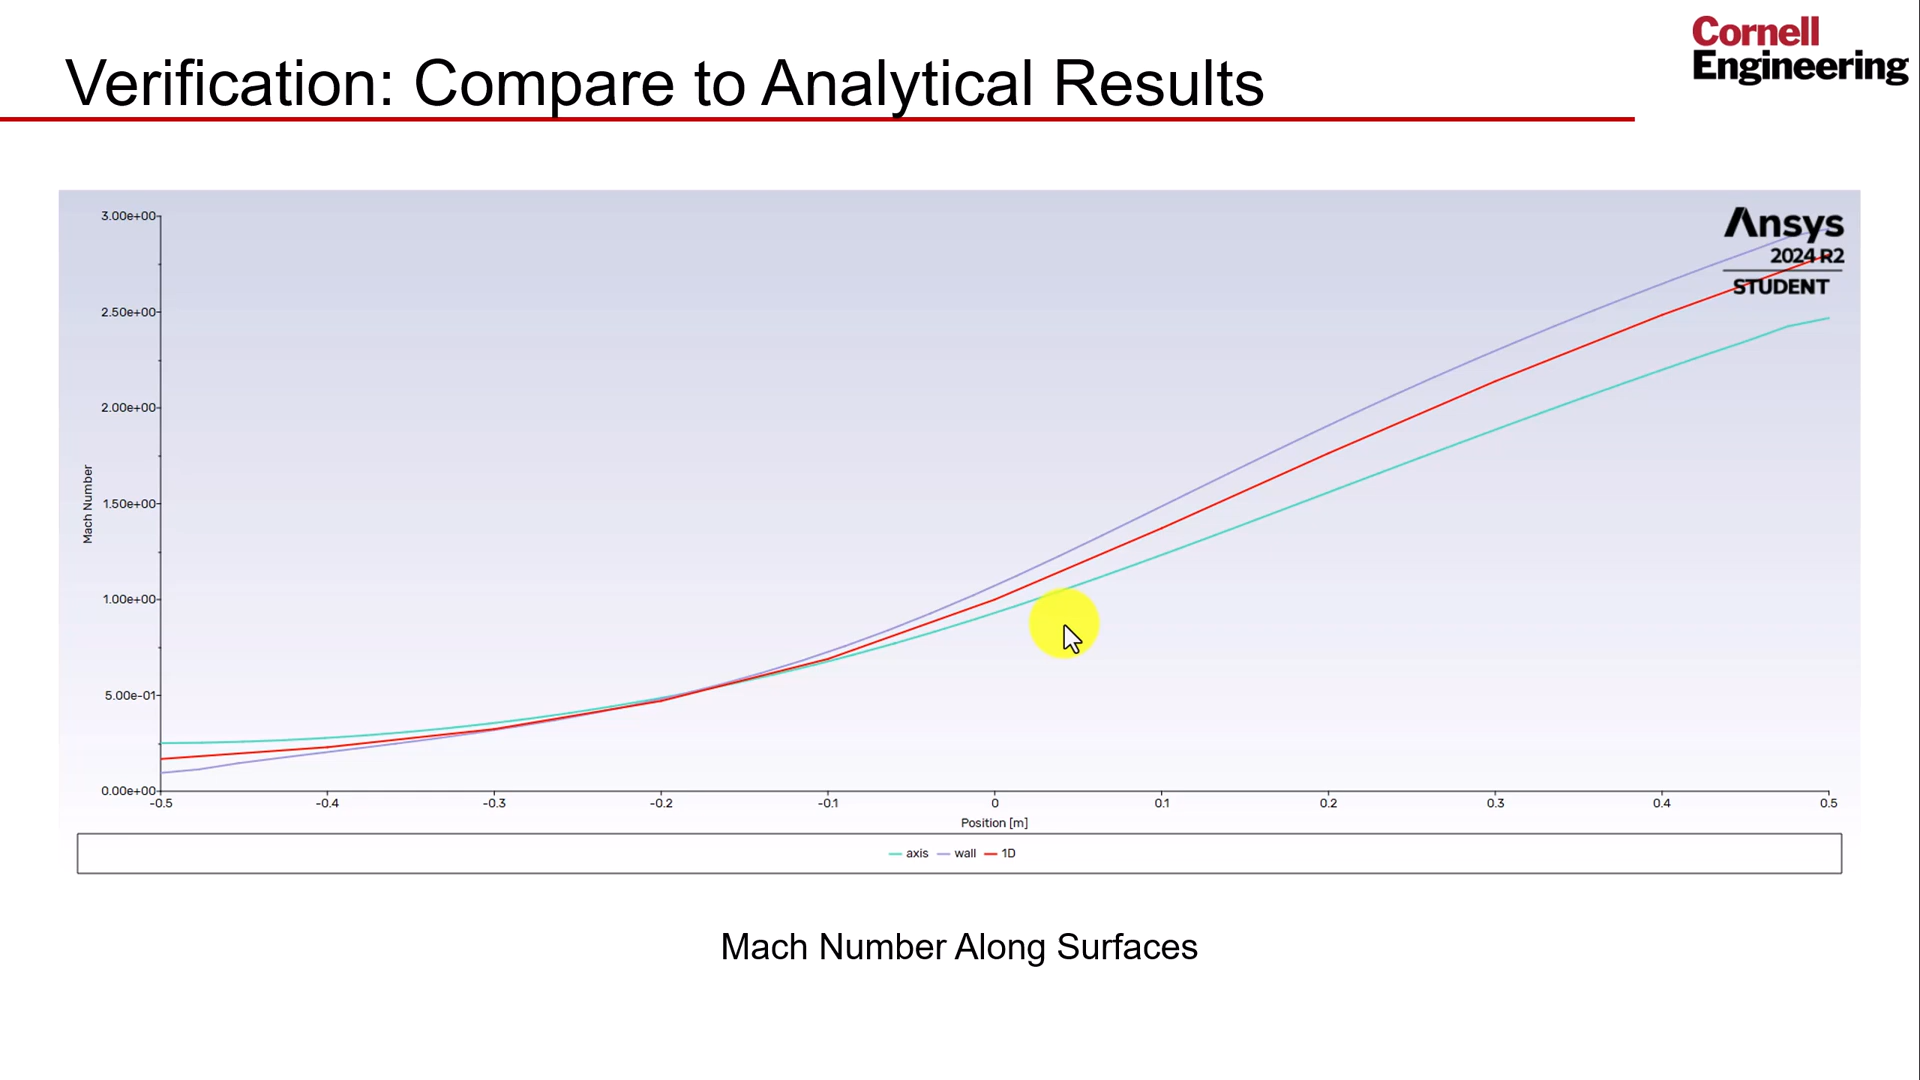 Cornell
Engineering
Verification: Compare to Analytical Results
Ansys
2024 R2
STUDENT
3.00e+00
2.50e+00
2.00e+00
1.50e+00
1.00e+00
5.00e-01
0.00e+00
Mach Number
-0.5 -0.4 -0.3 -0.2 -0.1 0 0.1 0.2 0.3 0.4 0.5
Position [m]
axis wall 1D
Mach Number Along Surfaces